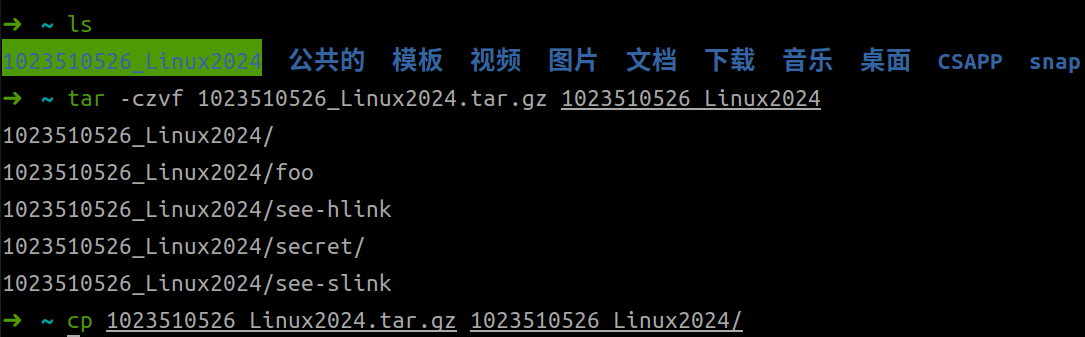 ➜ ~ ls
1023510526_Linux2024 公共的 模板 视频 图片 文档 下载 音乐 桌面 CSAPP snap
➜ ~ tar -czvf 1023510526_Linux2024.tar.gz 1023510526_Linux2024
1023510526_Linux2024/
1023510526_Linux2024/foo
1023510526_Linux2024/see-hlink
1023510526_Linux2024/secret/
1023510526_Linux2024/see-slink
➜ ~ cp 1023510526_Linux2024.tar.gz 1023510526_Linux2024/